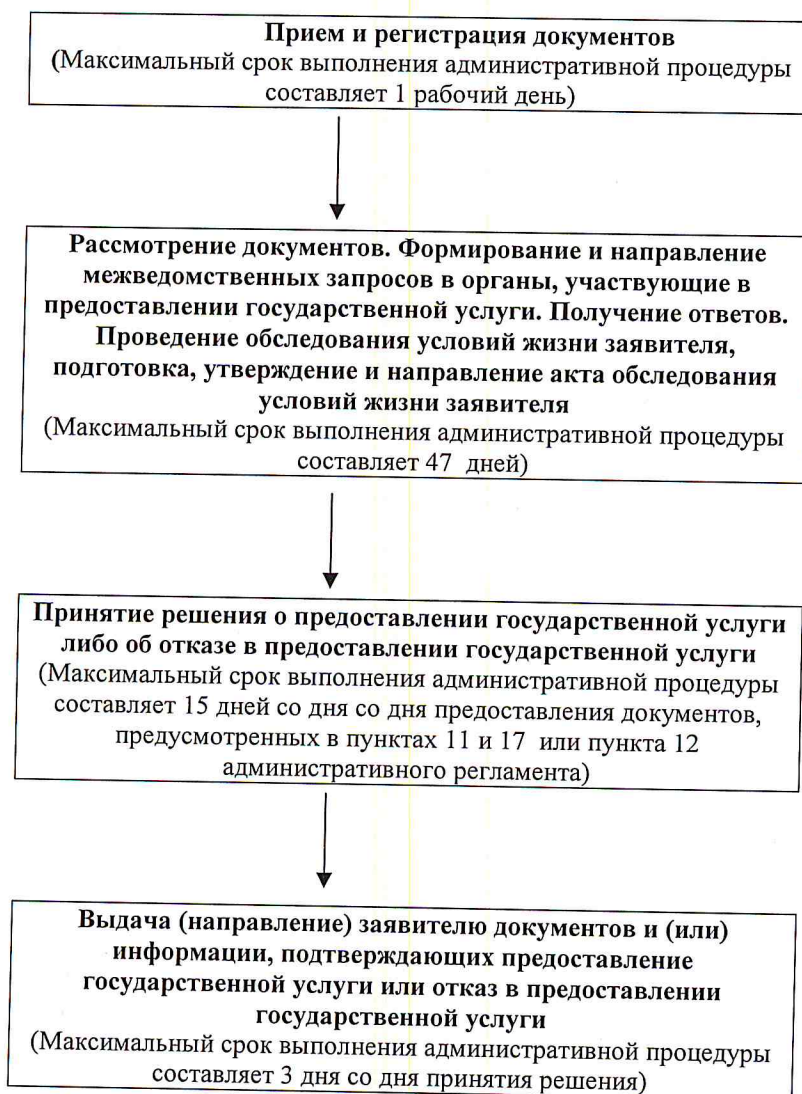 Прием и регистрация документов
(Максимальный срок выполнения административной процедуры
составляет 1 рабочий день)
Рассмотрение документов. Формирование и направление
межведомственных запросов в органы, участвующие в
предоставлении государственной услуги. Получение ответов.
Проведение обследования условий жизни заявителя,
подготовка, утверждение и направление акта обследования
условий жизни заявителя
(Максимальный срок выполнения административной процедуры
составляет 47 дней)
Принятие решения о предоставлении государственной услуги
либо об отказе в предоставлении государственной услуги
(Максимальный срок выполнения административной процедуры
составляет 15 дней со дня со дня предоставления документов,
предусмотренных в пунктах 11 и 17 или пункта 12
административного регламента)
Выдача (направление) заявителю документов и (или)
информации, подтверждающих предоставление
государственной услуги или отказ в предоставлении
государственной услуги
(Максимальный срок выполнения административной процедуры
составляет 3 дня со дня принятия решения)